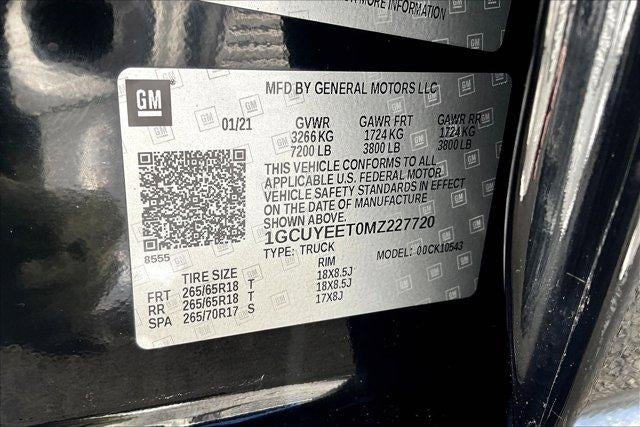 MORE INFORMATION
GM
MFD BY GENERAL MOTORS LLC
01/21 GVWR GAWR FRT GAWR RR
3266 KG 1724 KG 1724 KG
7200 LB 3800 LB 3800 LB
THIS VEHICLE CONFORMS TO ALL
APPLICABLE U.S. FEDERAL MOTOR
VEHICLE SAFETY STANDARDS IN EFFECT
ON THE DATE OF MANUFACTURE
SHOWN ABOVE.
1GCUYEET0MZ227720
8555 TYPE: TRUCK MODEL: 00CK10543
TIRE SIZE RIM
FRT 265/65R18 T 18X8.5J
RR 265/65R18 T 18X8.5J
SPA 265/70R17 S 17X8J